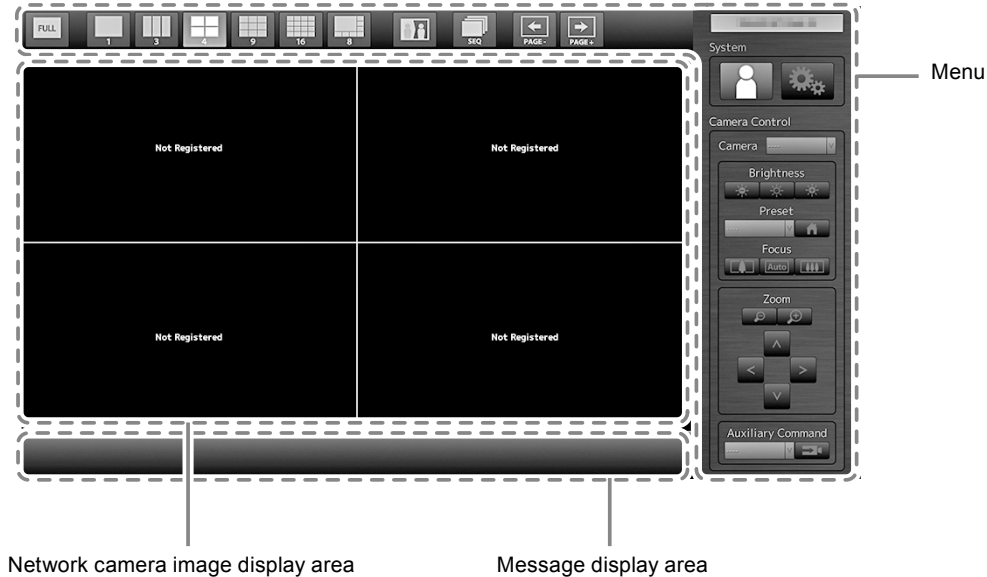 FULL
1
3
4
9
16
8
SEQ
PAGE-
PAGE+
System
Menu
Camera Control
Camera ----
Brightness
Preset
----
Focus
Auto
Zoom
Auxiliary Command
----
Not Registered
Not Registered
Not Registered
Not Registered
Network camera image display area
Message display area